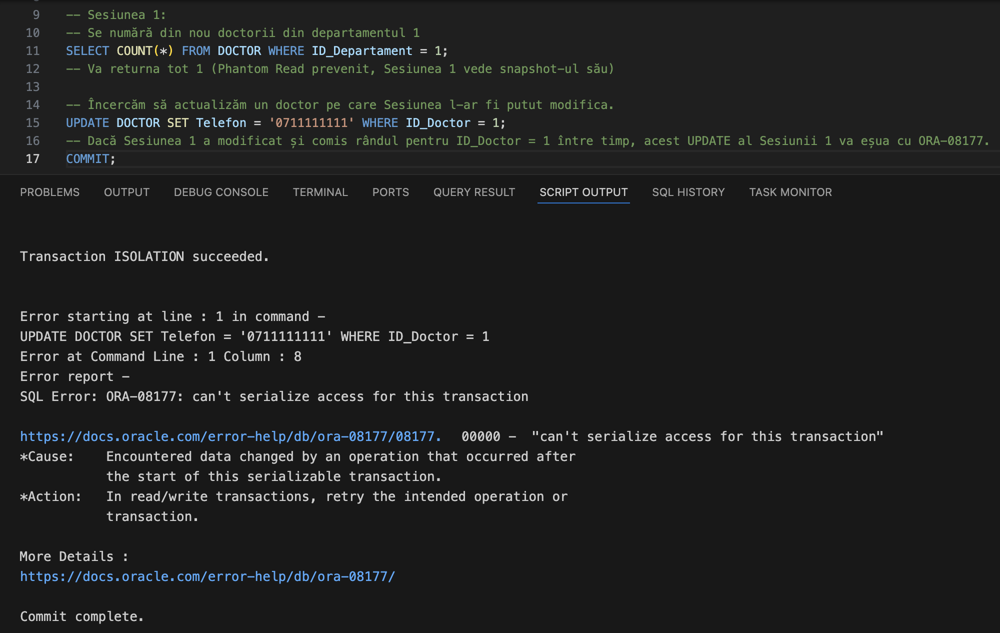 9 -- Sesiunea 1:
10 -- Se numără din nou doctorii din departamentul 1
11 SELECT COUNT(*) FROM DOCTOR WHERE ID_Departament = 1;
12 -- Va returna tot 1 (Phantom Read prevenit, Sesiunea 1 vede snapshot-ul său)
13
14 -- Încercăm să actualizăm un doctor pe care Sesiunea l-ar fi putut modifica.
15 UPDATE DOCTOR SET Telefon = '0711111111' WHERE ID_Doctor = 1;
16 -- Dacă Sesiunea 1 a modificat și comis rândul pentru ID_Doctor = 1 între timp, acest UPDATE al Sesiunii 1 va eșua cu ORA-08177.
17 COMMIT;
PROBLEMS OUTPUT DEBUG CONSOLE TERMINAL PORTS QUERY RESULT SCRIPT OUTPUT SQL HISTORY TASK MONITOR
Transaction ISOLATION succeeded.
Error starting at line : 1 in command -
UPDATE DOCTOR SET Telefon = '0711111111' WHERE ID_Doctor = 1
Error at Command Line : 1 Column : 8
Error report -
SQL Error: ORA-08177: can't serialize access for this transaction
https://docs.oracle.com/error-help/db/ora-08177/08177. 00000 - "can't serialize access for this transaction"
*Cause: Encountered data changed by an operation that occurred after
the start of this serializable transaction.
*Action: In read/write transactions, retry the intended operation or
transaction.
More Details :
https://docs.oracle.com/error-help/db/ora-08177/
Commit complete.